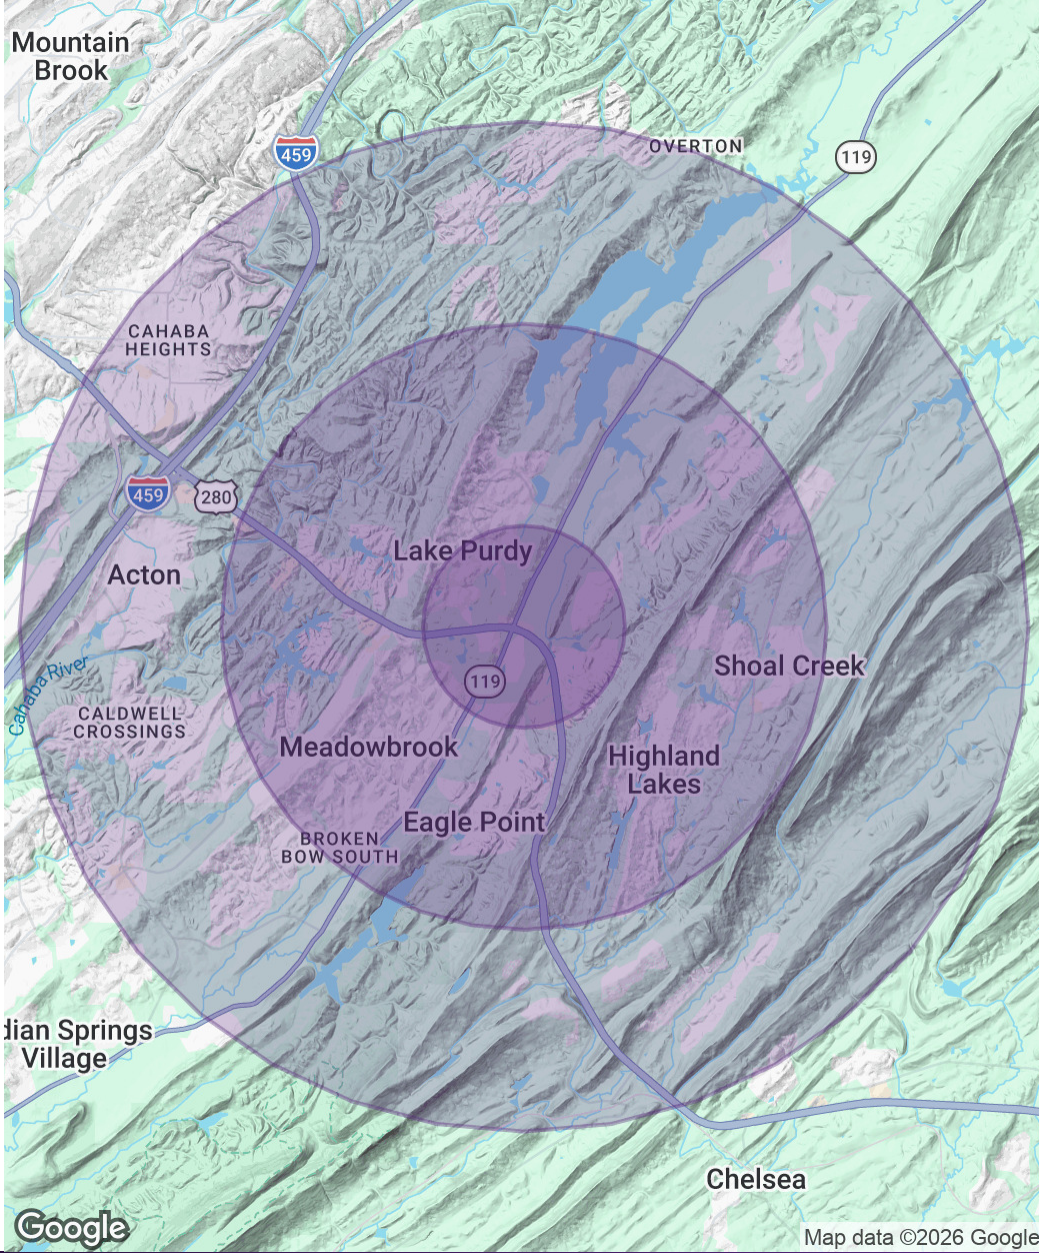 Mountain
Brook
459
OVERTON
119
CAHABA
HEIGHTS
459
280
Lake Purdy
Acton
Cahaba River
Shoal Creek
119
CALDWELL
CROSSINGS
Meadowbrook
Highland
Lakes
Eagle Point
BROKEN
BOW SOUTH
dian Springs
Village
Chelsea
Google
Map data ©2026 Google